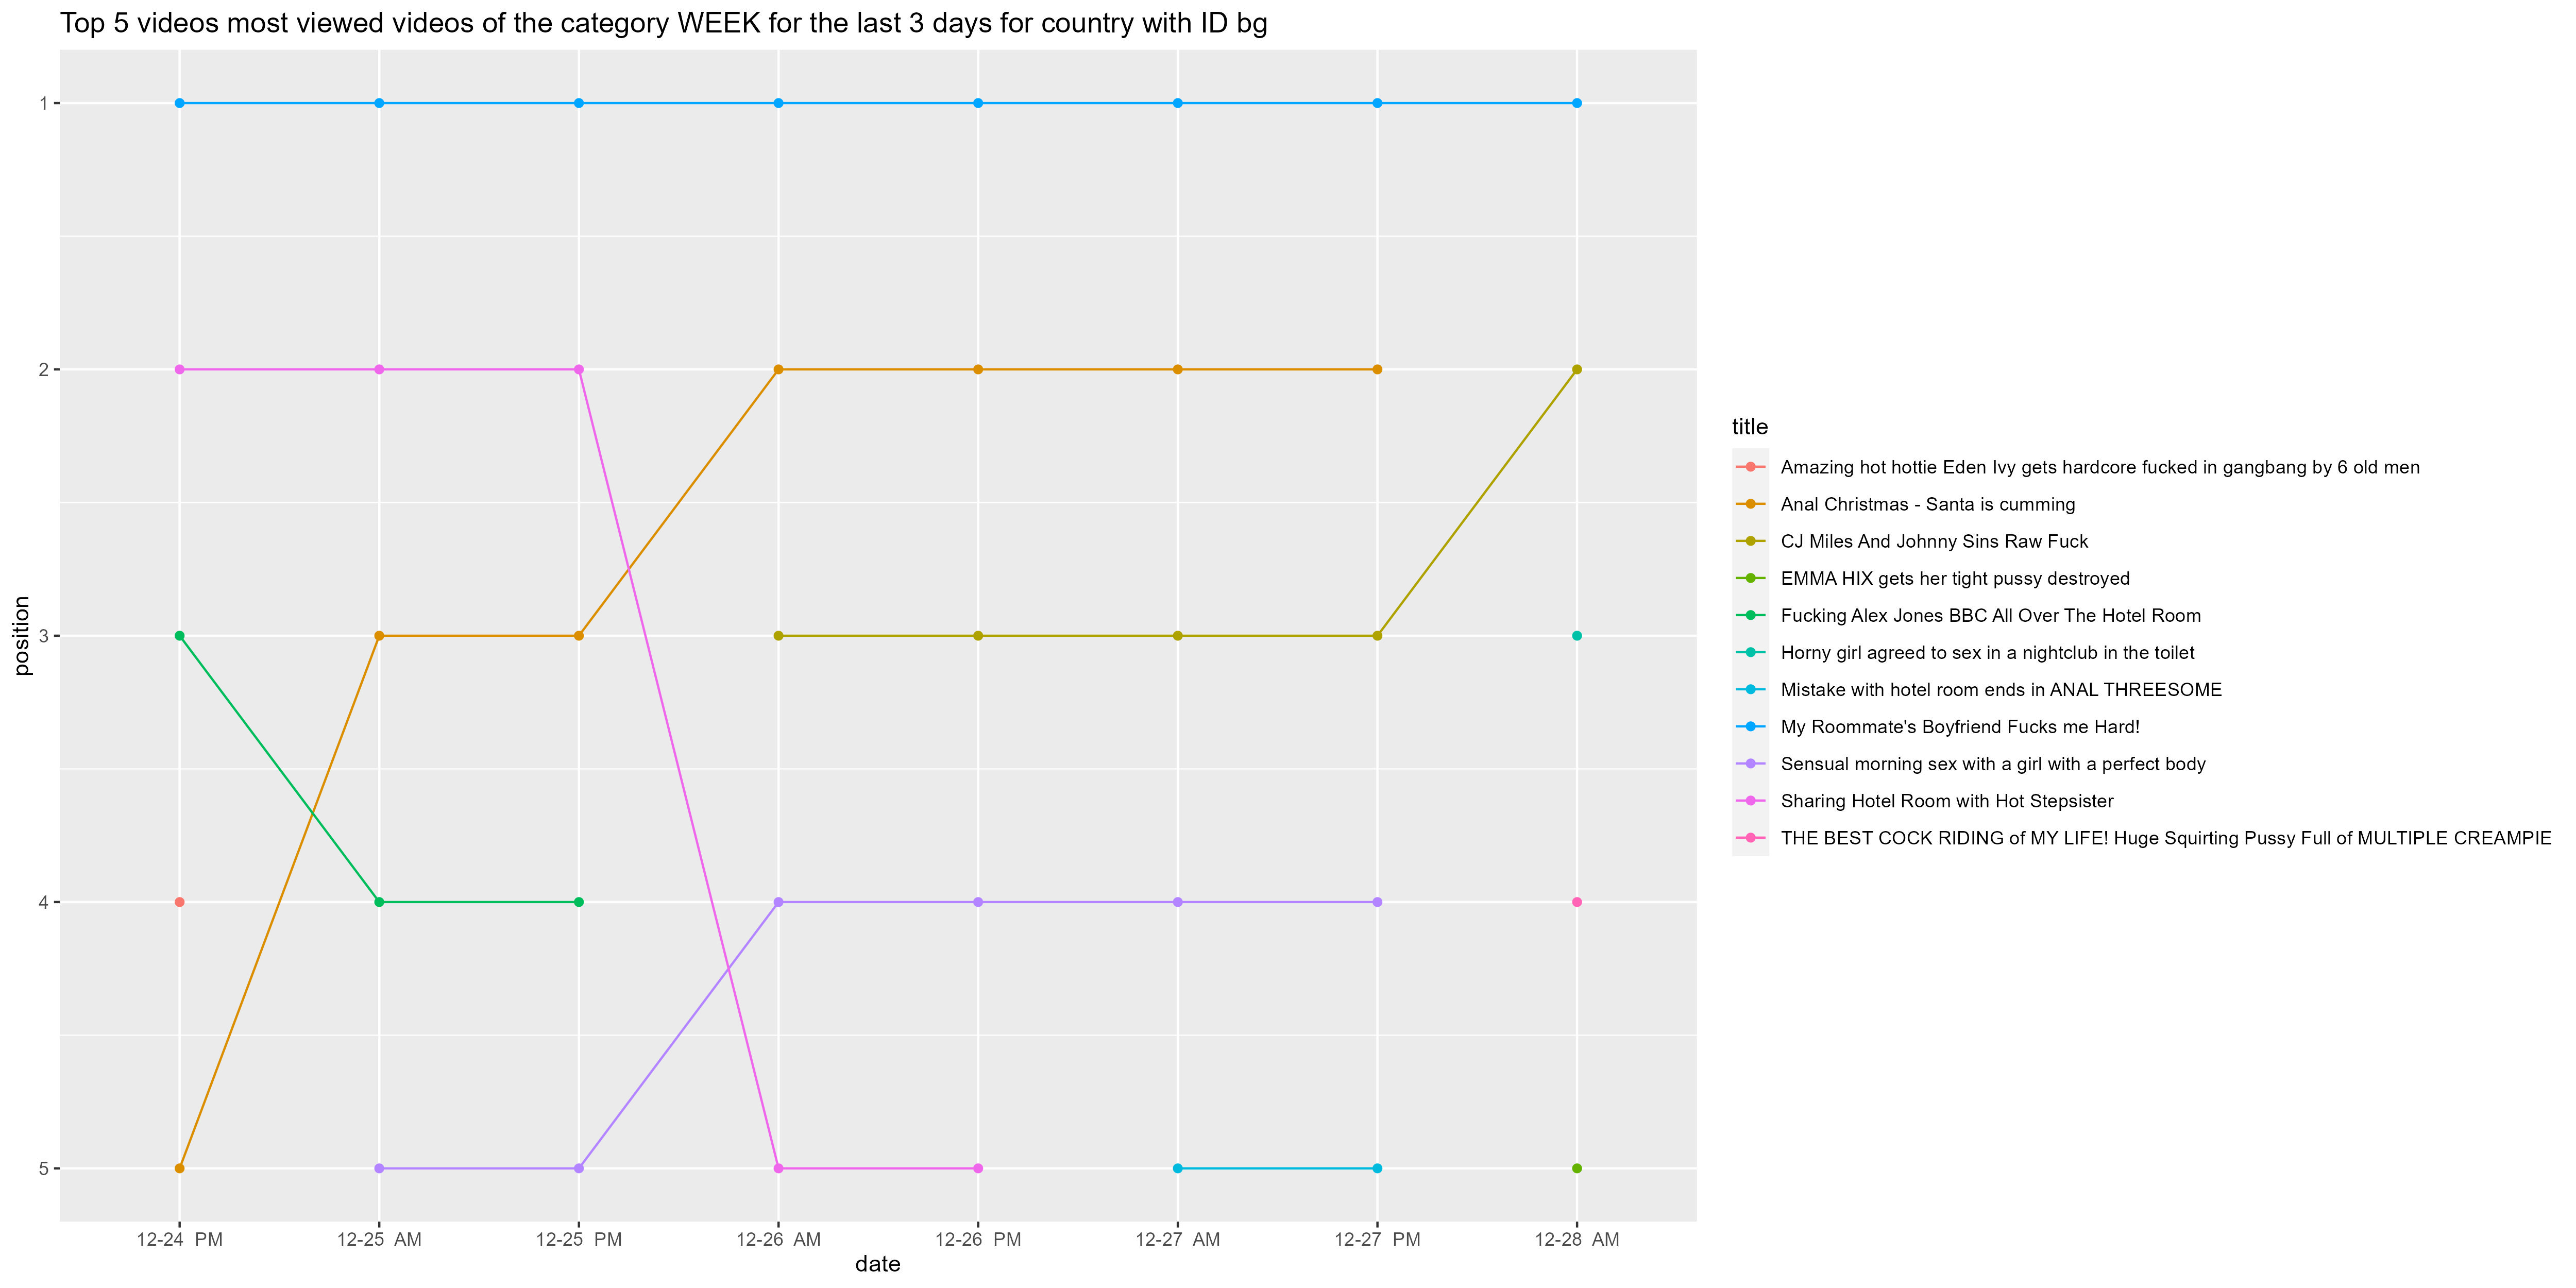 Top 5 videos most viewed videos of the category WEEK for the last 3 days for country with ID bg
1
2
3
4
5
position
12-24 PM
12-25 AM
12-25 PM
12-26 AM
12-26 PM
12-27 AM
12-27 PM
12-28 AM
date
title
Amazing hot hottie Eden Ivy gets hardcore fucked in gangbang by 6 old men
Anal Christmas - Santa is cumming
CJ Miles And Johnny Sins Raw Fuck
EMMA HIX gets her tight pussy destroyed
Fucking Alex Jones BBC All Over The Hotel Room
Horny girl agreed to sex in a nightclub in the toilet
Mistake with hotel room ends in ANAL THREESOME
My Roommate's Boyfriend Fucks me Hard!
Sensual morning sex with a girl with a perfect body
Sharing Hotel Room with Hot Stepsister
THE BEST COCK RIDING of MY LIFE! Huge Squirting Pussy Full of MULTIPLE CREAMPIE